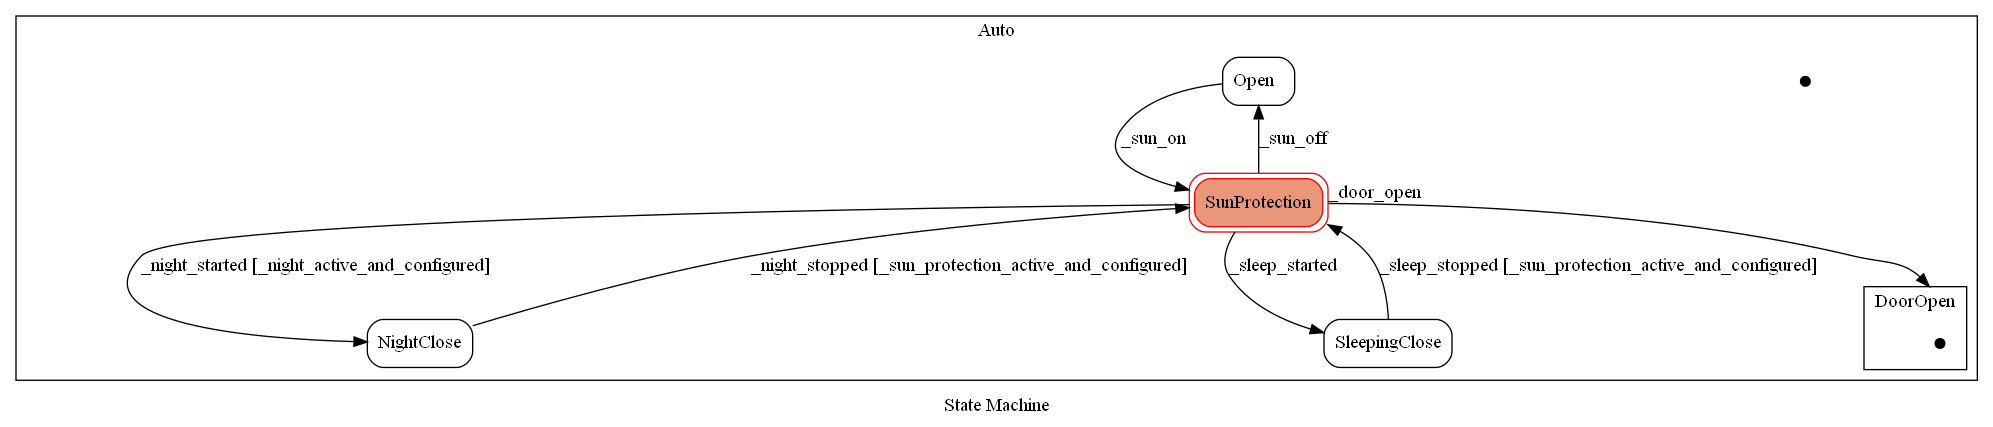 Auto
Open
_sun_on
_sun_off
SunProtection
_door_open
_night_started [_night_active_and_configured]
_night_stopped [_sun_protection_active_and_configured]
_sleep_started
_sleep_stopped [_sun_protection_active_and_configured]
DoorOpen
NightClose
SleepingClose
State Machine